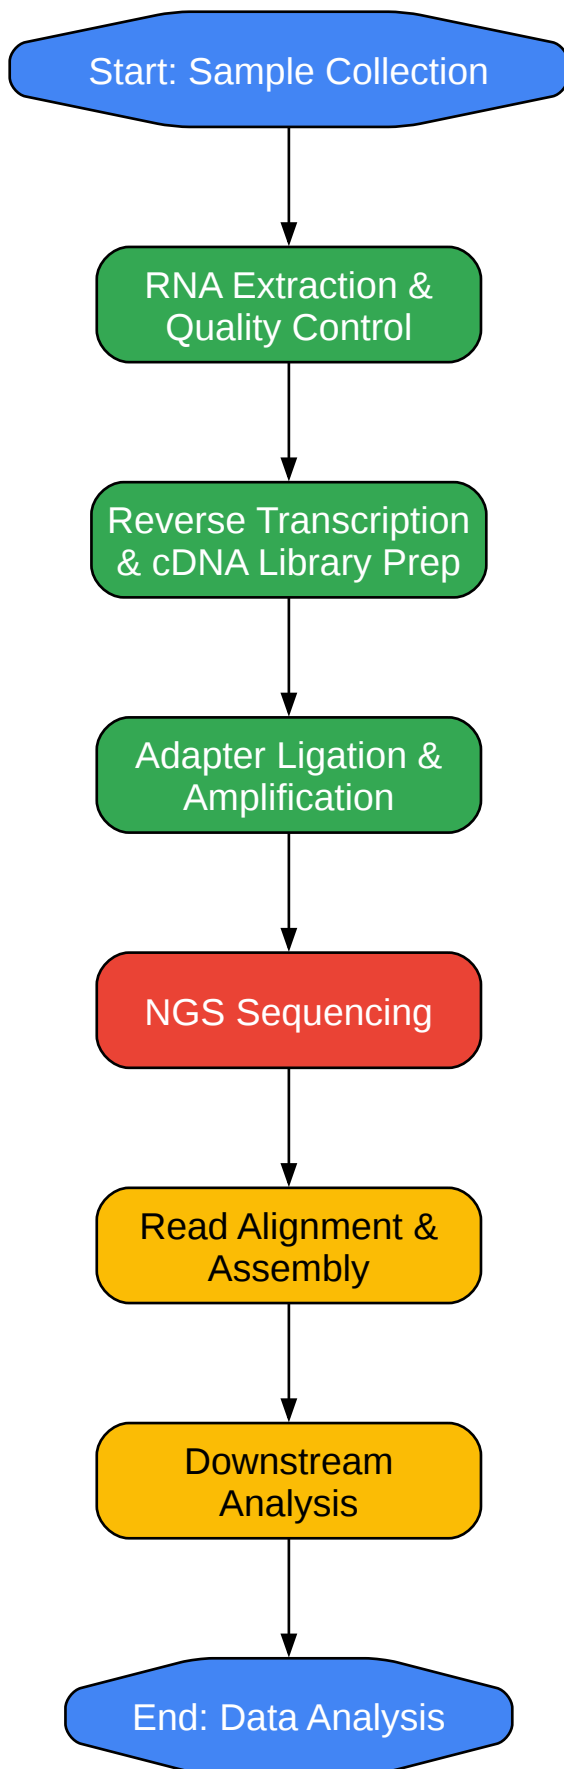 Start: Sample Collection
RNA Extraction &
Quality Control
Reverse Transcription
& cDNA Library Prep
Adapter Ligation &
Amplification
NGS Sequencing
Read Alignment &
Assembly
Downstream
Analysis
End: Data Analysis